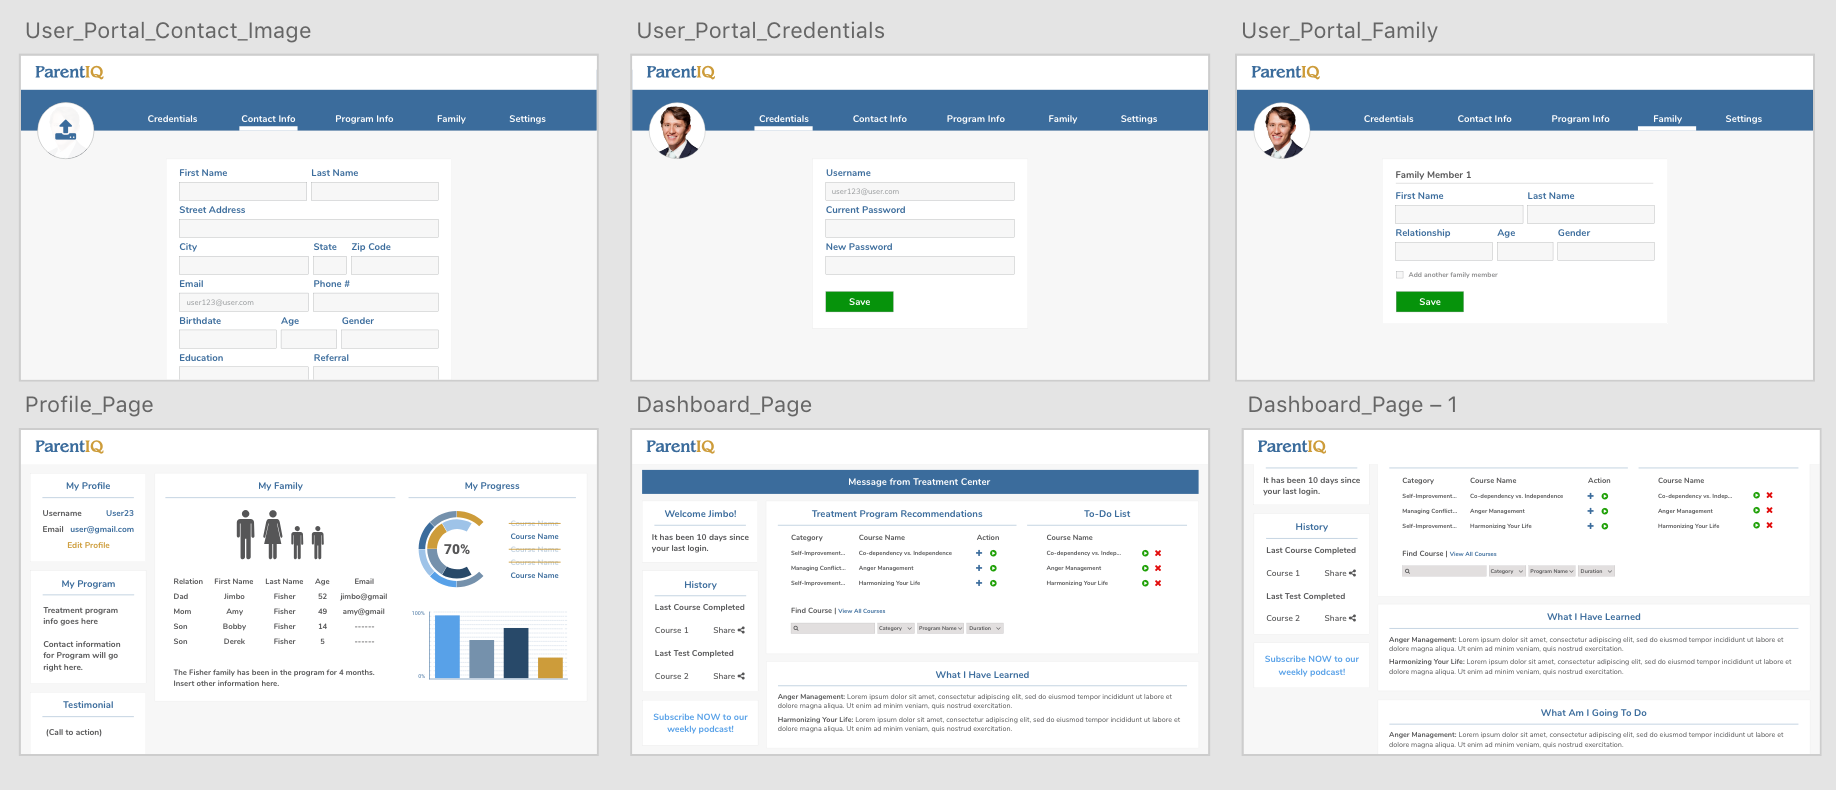 User_Portal_Contact_Image
ParentIQ
Credentials Contact Info Program Info Family Settings
First Name Last Name
Street Address
City State Zip Code
Email Phone #
user123@user.com
Birthdate Age Gender
Education Referral
User_Portal_Credentials
ParentIQ
Credentials Contact Info Program Info Family Settings
Username
user123@user.com
Current Password
New Password
Save
User_Portal_Family
ParentIQ
Credentials Contact Info Program Info Family Settings
Family Member 1
First Name Last Name
Relationship Age Gender
Add another family member
Save
Profile_Page
ParentIQ
My Profile
Username User23
Email user@gmail.com
Edit Profile
My Program
Treatment program
info goes here
Contact information
for Program will go
right here.
Testimonial
(Call to action)
My Family
Relation First Name Last Name Age Email
Dad Jimbo Fisher 52 jimbo@gmail
Mom Amy Fisher 49 amy@gmail
Son Bobby Fisher 14 ------
Son Derek Fisher 5 ------
The Fisher family has been in the program for 4 months.
Insert other information here.
My Progress
70%
Course Name
Course Name
Course Name
Course Name
Course Name
100%
0%
Dashboard_Page
ParentIQ
Message from Treatment Center
Welcome Jimbo!
It has been 10 days since
your last login.
History
Last Course Completed
Course 1 Share
Last Test Completed
Course 2 Share
Subscribe NOW to our
weekly podcast!
Treatment Program Recommendations
Category Course Name Action
Self-Improvement... Co-dependency vs. Independence
Managing Conflict... Anger Management
Self-Improvement... Harmonizing Your Life
Find Course | View All Courses
Category Program Name Duration
To-Do List
Course Name
Co-dependency vs. Indep...
Anger Management
Harmonizing Your Life
What I Have Learned
Anger Management: Lorem ipsum dolor sit amet, consectetur adipiscing elit, sed do eiusmod tempor incididunt ut labore et
dolore magna aliqua. Ut enim ad minim veniam, quis nostrud exercitation.
Harmonizing Your Life: Lorem ipsum dolor sit amet, consectetur adipiscing elit, sed do eiusmod tempor incididunt ut labore et
dolore magna aliqua. Ut enim ad minim veniam, quis nostrud exercitation.
Dashboard_Page – 1
ParentIQ
It has been 10 days since
your last login.
History
Last Course Completed
Course 1 Share
Last Test Completed
Course 2 Share
Subscribe NOW to our
weekly podcast!
Category Course Name Action
Self-Improvement... Co-dependency vs. Independence
Managing Conflict... Anger Management
Self-Improvement... Harmonizing Your Life
Find Course | View All Courses
Category Program Name Duration
Course Name
Co-dependency vs. Indep...
Anger Management
Harmonizing Your Life
What I Have Learned
Anger Management: Lorem ipsum dolor sit amet, consectetur adipiscing elit, sed do eiusmod tempor incididunt ut labore et
dolore magna aliqua. Ut enim ad minim veniam, quis nostrud exercitation.
Harmonizing Your Life: Lorem ipsum dolor sit amet, consectetur adipiscing elit, sed do eiusmod tempor incididunt ut labore et
dolore magna aliqua. Ut enim ad minim veniam, quis nostrud exercitation.
What Am I Going To Do
Anger Management: Lorem ipsum dolor sit amet, consectetur adipiscing elit, sed do eiusmod tempor incididunt ut labore et
dolore magna aliqua. Ut enim ad minim veniam, quis nostrud exercitation.